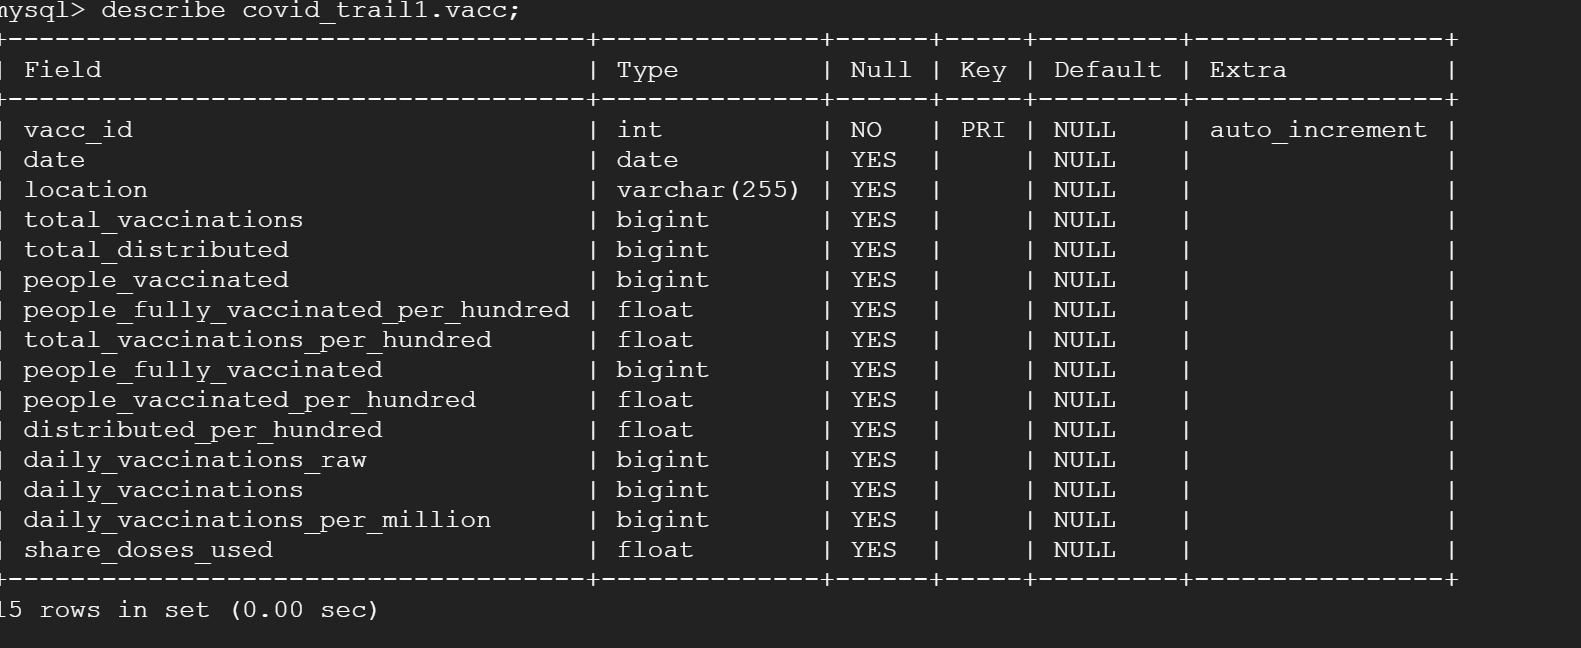 mysql> describe covid_trail1.vacc;
+-------------------------------------+--------------+------+-----+---------+----------------+
| Field                               | Type         | Null | Key | Default | Extra          |
+-------------------------------------+--------------+------+-----+---------+----------------+
| vacc_id                             | int          | NO   | PRI | NULL    | auto_increment |
| date                                | date         | YES  |     | NULL    |                |
| location                            | varchar(255) | YES  |     | NULL    |                |
| total_vaccinations                  | bigint       | YES  |     | NULL    |                |
| total_distributed                   | bigint       | YES  |     | NULL    |                |
| people_vaccinated                   | bigint       | YES  |     | NULL    |                |
| people_fully_vaccinated_per_hundred | float        | YES  |     | NULL    |                |
| total_vaccinations_per_hundred      | float        | YES  |     | NULL    |                |
| people_fully_vaccinated             | bigint       | YES  |     | NULL    |                |
| people_vaccinated_per_hundred       | float        | YES  |     | NULL    |                |
| distributed_per_hundred             | float        | YES  |     | NULL    |                |
| daily_vaccinations_raw              | bigint       | YES  |     | NULL    |                |
| daily_vaccinations                  | bigint       | YES  |     | NULL    |                |
| daily_vaccinations_per_million      | bigint       | YES  |     | NULL    |                |
| share_doses_used                    | float        | YES  |     | NULL    |                |
+-------------------------------------+--------------+------+-----+---------+----------------+
15 rows in set (0.00 sec)